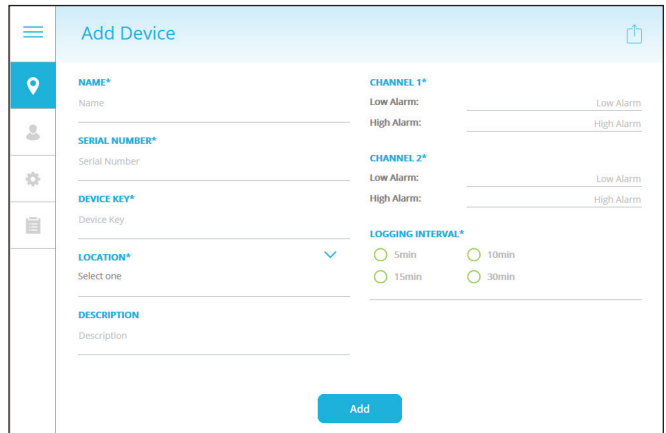 Add Device
NAME*
Name
SERIAL NUMBER*
Serial Number
DEVICE KEY*
Device Key
LOCATION*
Select one
DESCRIPTION
Description
CHANNEL 1*
Low Alarm: Low Alarm
High Alarm: High Alarm
CHANNEL 2*
Low Alarm: Low Alarm
High Alarm: High Alarm
LOGGING INTERVAL*
5min 10min
15min 30min
Add